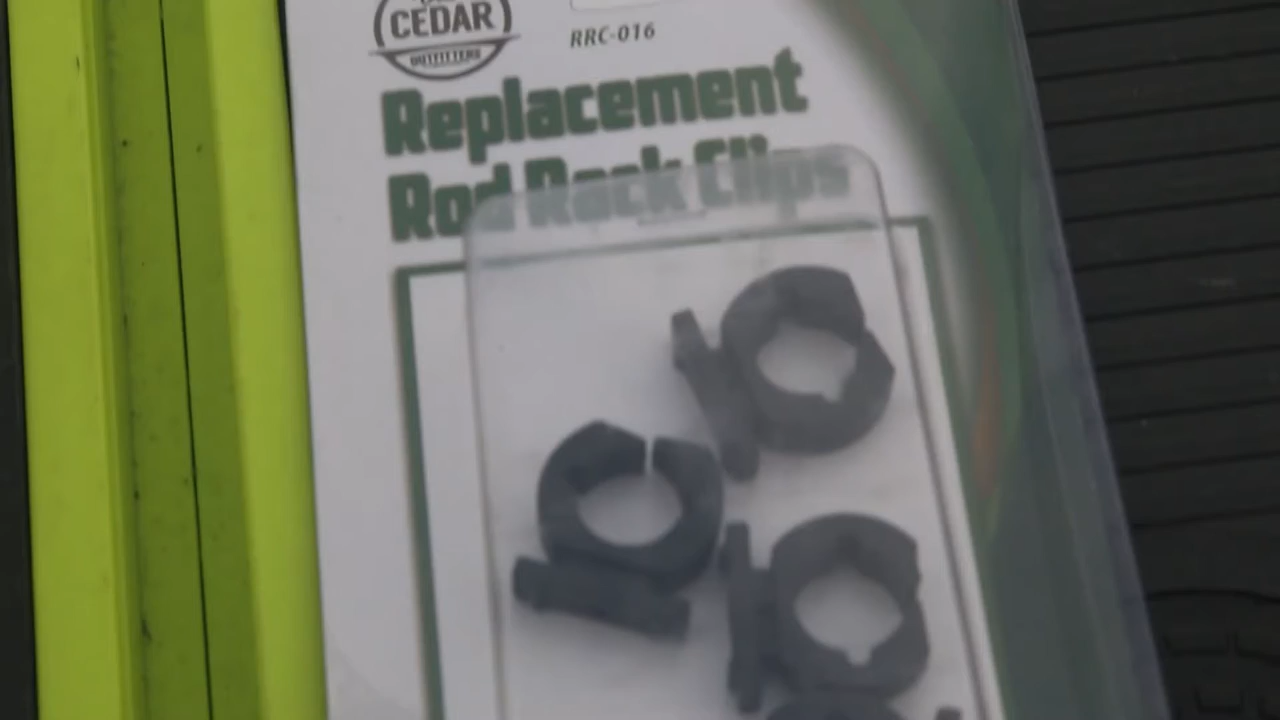 CEDAR
OUTFITTERS
RRC-016
Replacement
Rod Rack Clips